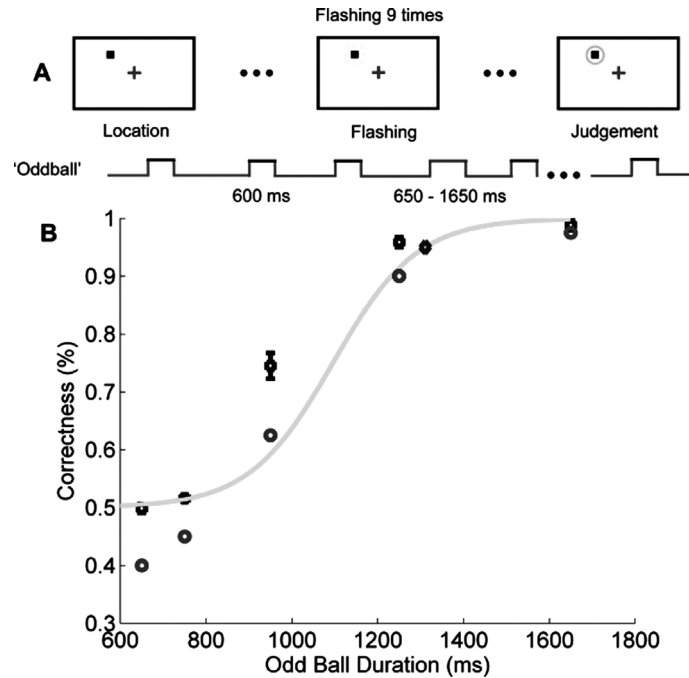 Flashing 9 times
A
Location
Flashing
Judgement
'Oddball'
600 ms
650 - 1650 ms
B
1
0.9
0.8
0.7
0.6
0.5
0.4
0.3
Correctness (%)
600
800
1000
1200
1400
1600
1800
Odd Ball Duration (ms)